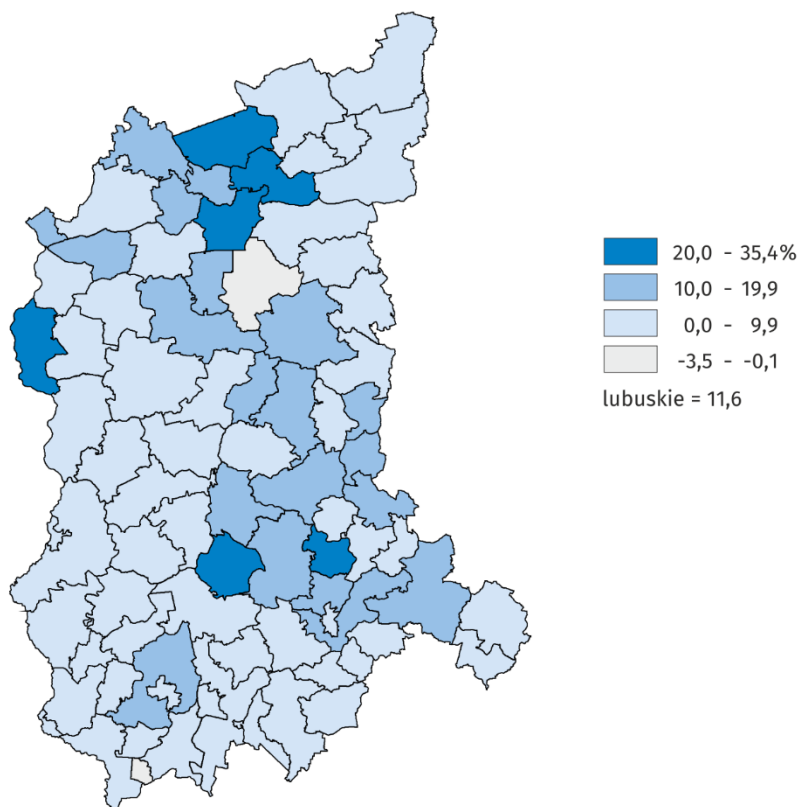 20,0 - 35,4%
10,0 - 19,9
0,0 - 9,9
-3,5 - -0,1
lubuskie = 11,6